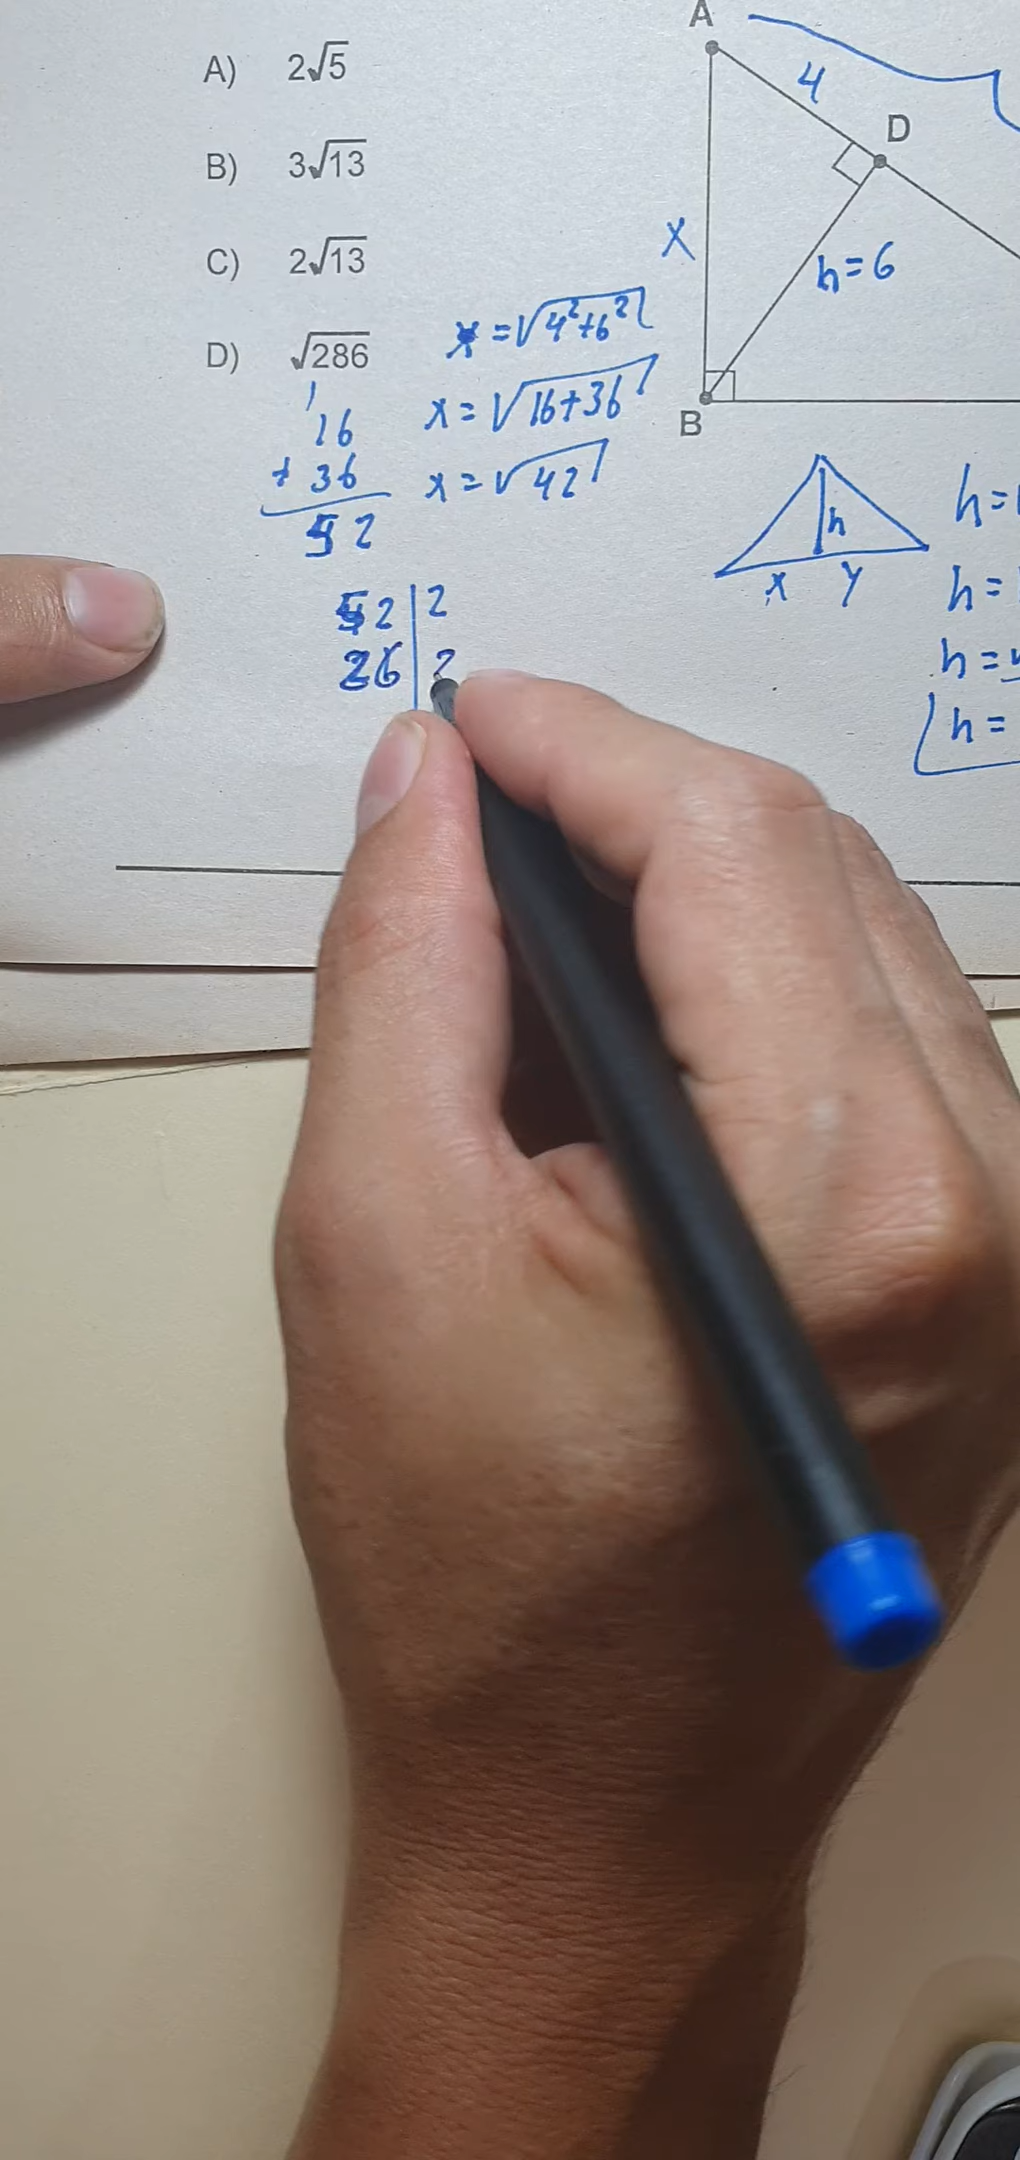 A) 2√5
B) 3√13
C) 2√13
D) √286
A
4
D
x
h=6
B
x=√4²+6²
x=√16+36
x=√42
1
16
+ 36
52
52 | 2
26 | 2
h
x y
h=
h=
h=
h=